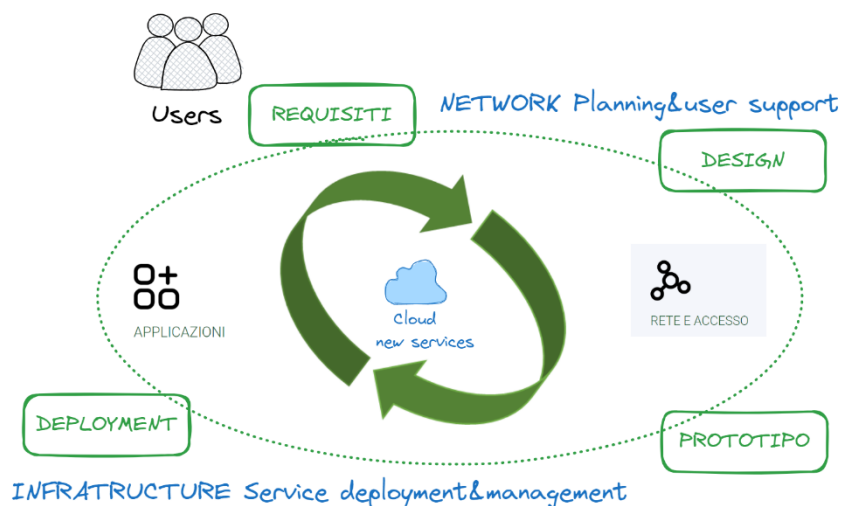 Users
REQUISITI
NETWORK Planning&user support
DESIGN
APPLICAZIONI
Cloud
new services
RETE E ACCESSO
DEPLOYMENT
PROTOTIPO
INFRATRUCTURE Service deployment&management